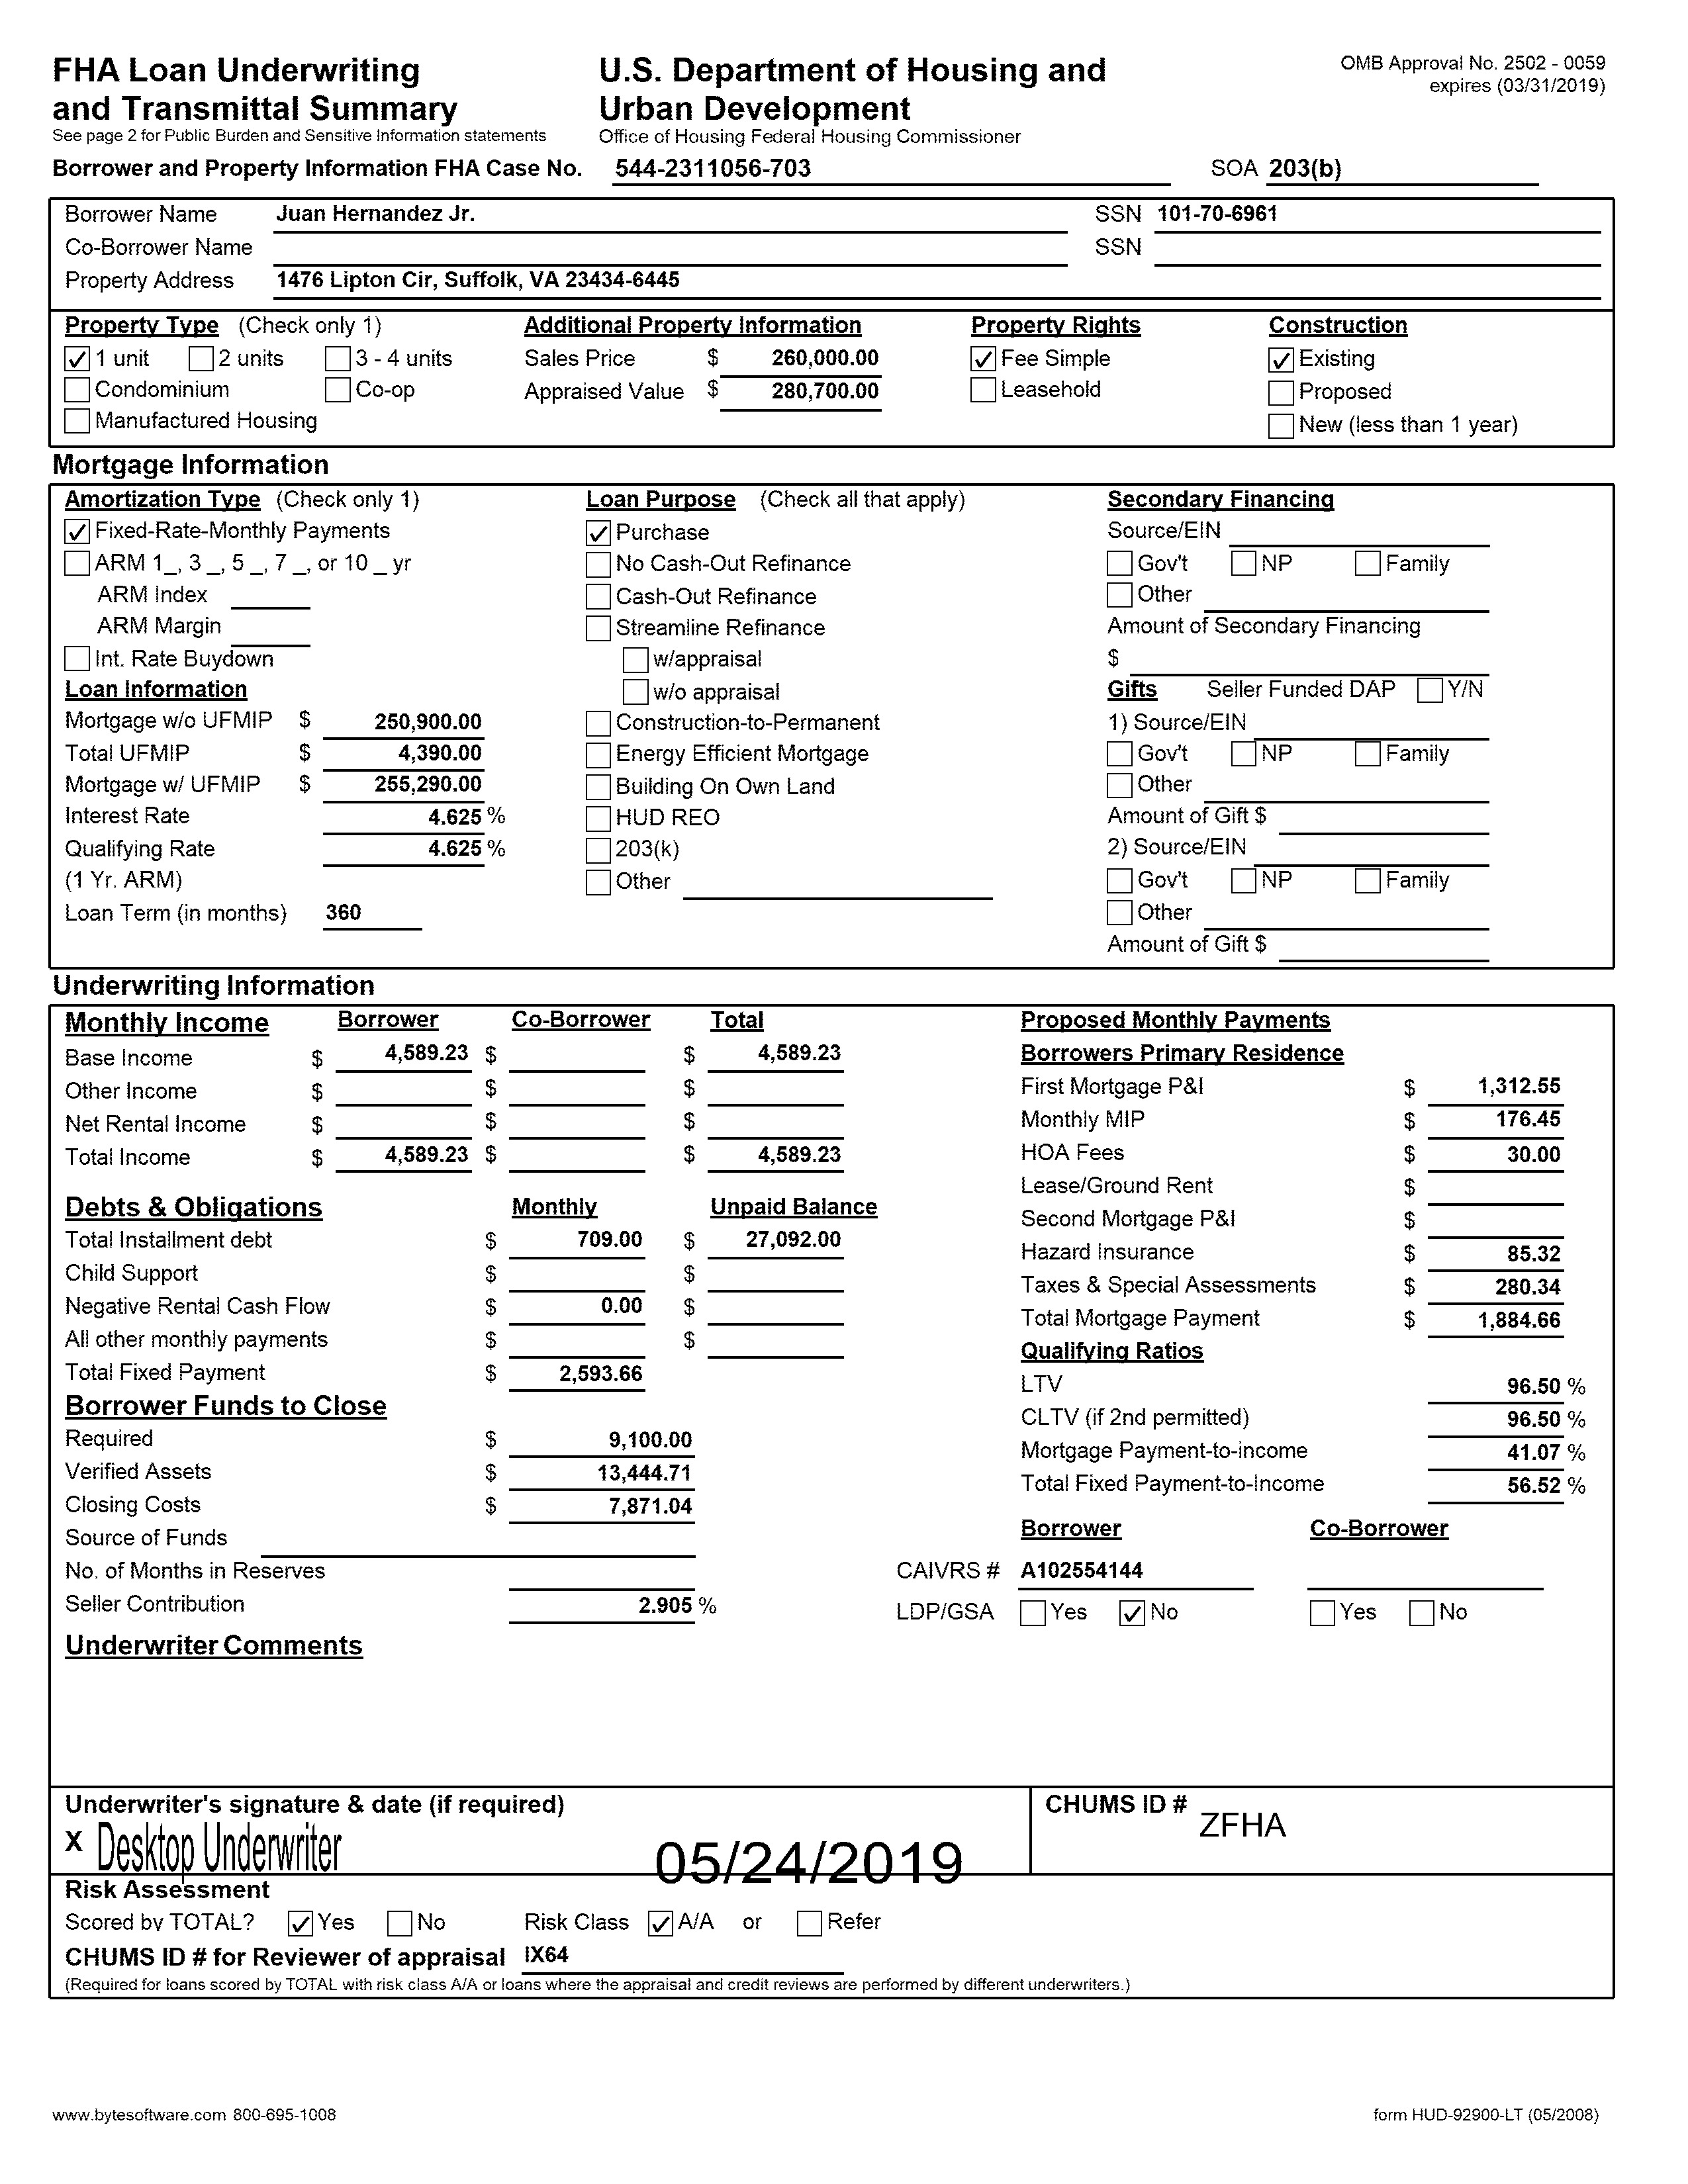 FHA Loan Underwriting and Transmittal Summary
See page 2 for Public Burden and Sensitive Information statements
U.S. Department of Housing and Urban Development
Office of Housing Federal Housing Commissioner
OMB Approval No. 2502 - 0059
expires (03/31/2019)
Borrower and Property Information FHA Case No. 544-2311056-703 SOA 203(b)
Borrower Name Juan Hernandez Jr. SSN 101-70-6961
Co-Borrower Name SSN
Property Address 1476 Lipton Cir, Suffolk, VA 23434-6445
Property Type (Check only 1)
✓ 1 unit 2 units 3 - 4 units
Condominium Co-op
Manufactured Housing
Additional Property Information
Sales Price $ 260,000.00
Appraised Value $ 280,700.00
Property Rights
✓ Fee Simple
Leasehold
Construction
✓ Existing
Proposed
New (less than 1 year)
Mortgage Information
Amortization Type (Check only 1)
✓ Fixed-Rate-Monthly Payments
ARM 1_, 3 _, 5 _, 7 _, or 10 _ yr
ARM Index
ARM Margin
Int. Rate Buydown
Loan Information
Mortgage w/o UFMIP $ 250,900.00
Total UFMIP $ 4,390.00
Mortgage w/ UFMIP $ 255,290.00
Interest Rate 4.625 %
Qualifying Rate 4.625 %
(1 Yr. ARM)
Loan Term (in months) 360
Loan Purpose (Check all that apply)
✓ Purchase
No Cash-Out Refinance
Cash-Out Refinance
Streamline Refinance
w/appraisal
w/o appraisal
Construction-to-Permanent
Energy Efficient Mortgage
Building On Own Land
HUD REO
203(k)
Other
Secondary Financing
Source/EIN
Gov't NP Family
Other
Amount of Secondary Financing
$
Gifts Seller Funded DAP Y/N
1) Source/EIN
Gov't NP Family
Other
Amount of Gift $
2) Source/EIN
Gov't NP Family
Other
Amount of Gift $
Underwriting Information
Monthly Income Borrower Co-Borrower Total
Base Income $ 4,589.23 $ $ 4,589.23
Other Income $ $ $
Net Rental Income $ $ $
Total Income $ 4,589.23 $ $ 4,589.23
Debts & Obligations Monthly Unpaid Balance
Total Installment debt $ 709.00 $ 27,092.00
Child Support $ $
Negative Rental Cash Flow $ 0.00 $
All other monthly payments $ $
Total Fixed Payment $ 2,593.66
Borrower Funds to Close
Required $ 9,100.00
Verified Assets $ 13,444.71
Closing Costs $ 7,871.04
Source of Funds
No. of Months in Reserves
Seller Contribution 2.905 %
Proposed Monthly Payments
Borrowers Primary Residence
First Mortgage P&I $ 1,312.55
Monthly MIP $ 176.45
HOA Fees $ 30.00
Lease/Ground Rent $
Second Mortgage P&I $
Hazard Insurance $ 85.32
Taxes & Special Assessments $ 280.34
Total Mortgage Payment $ 1,884.66
Qualifying Ratios
LTV 96.50 %
CLTV (if 2nd permitted) 96.50 %
Mortgage Payment-to-income 41.07 %
Total Fixed Payment-to-Income 56.52 %
Borrower Co-Borrower
CAIVRS # A102554144
LDP/GSA Yes ✓ No Yes No
Underwriter Comments
Underwriter's signature & date (if required)
X Desktop Underwriter 05/24/2019
CHUMS ID # ZFHA
Risk Assessment
Scored by TOTAL? ✓ Yes No Risk Class ✓ A/A or Refer
CHUMS ID # for Reviewer of appraisal IX64
(Required for loans scored by TOTAL with risk class A/A or loans where the appraisal and credit reviews are performed by different underwriters.)
www.bytesoftware.com 800-695-1008
form HUD-92900-LT (05/2008)